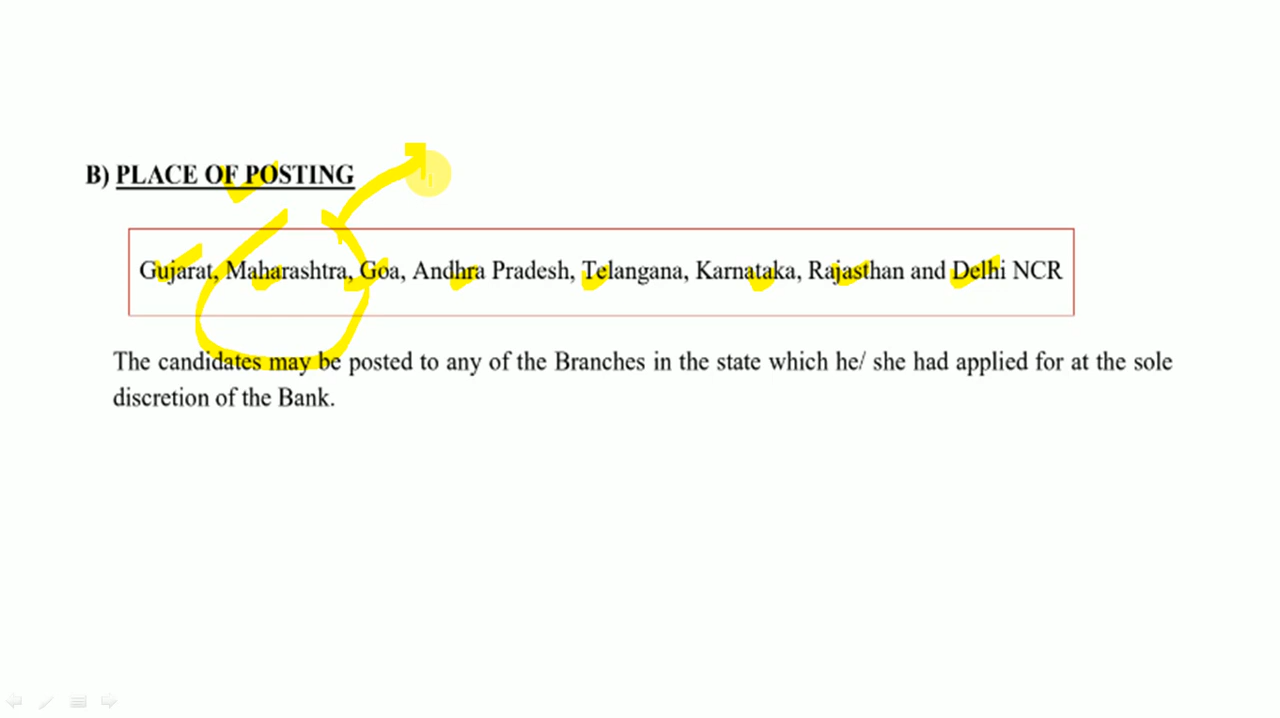 B) PLACE OF POSTING
Gujarat, Maharashtra, Goa, Andhra Pradesh, Telangana, Karnataka, Rajasthan and Delhi NCR
The candidates may be posted to any of the Branches in the state which he/ she had applied for at the sole
discretion of the Bank.